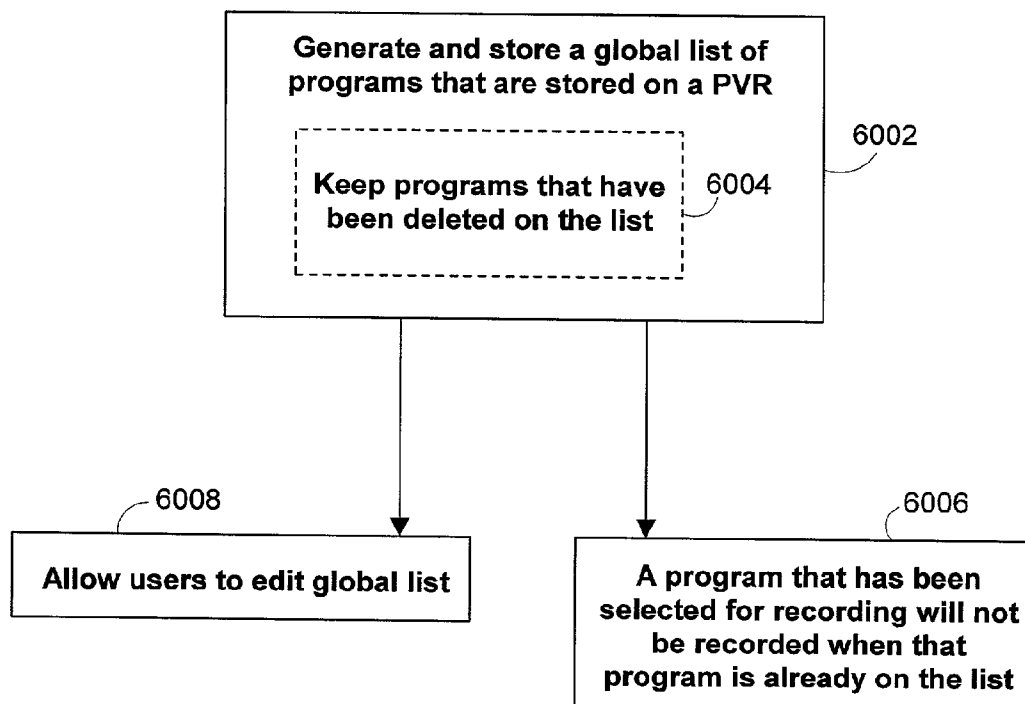 Generate and store a global list of
programs that are stored on a PVR
6002
Keep programs that have
been deleted on the list
6004
6008
Allow users to edit global list
6006
A program that has been
selected for recording will not
be recorded when that
program is already on the list